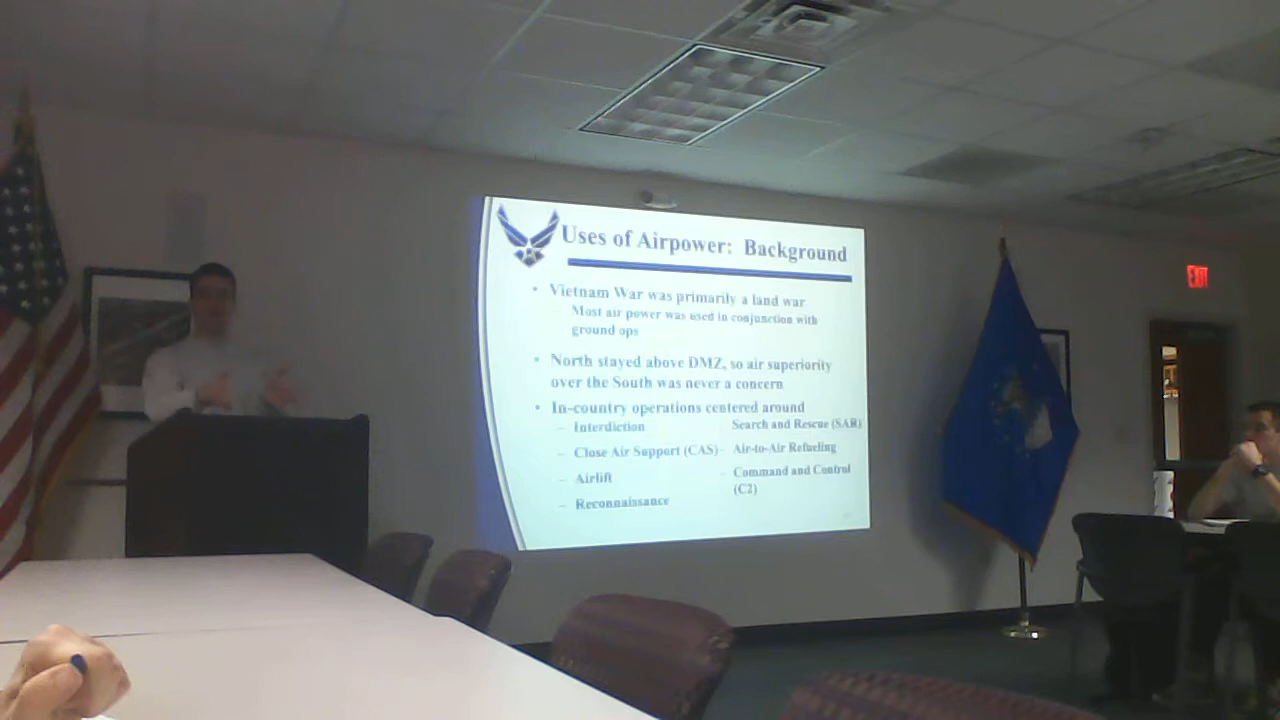 Uses of Airpower: Background
• Vietnam War was primarily a land war
Most air power was used in conjunction with
ground ops
• North stayed above DMZ, so air superiority
over the South was never a concern
• In-country operations centered around
– Interdiction
– Close Air Support (CAS)
– Airlift
– Reconnaissance
Search and Rescue (SAR)
– Air-to-Air Refueling
– Command and Control
(C2)
EXIT